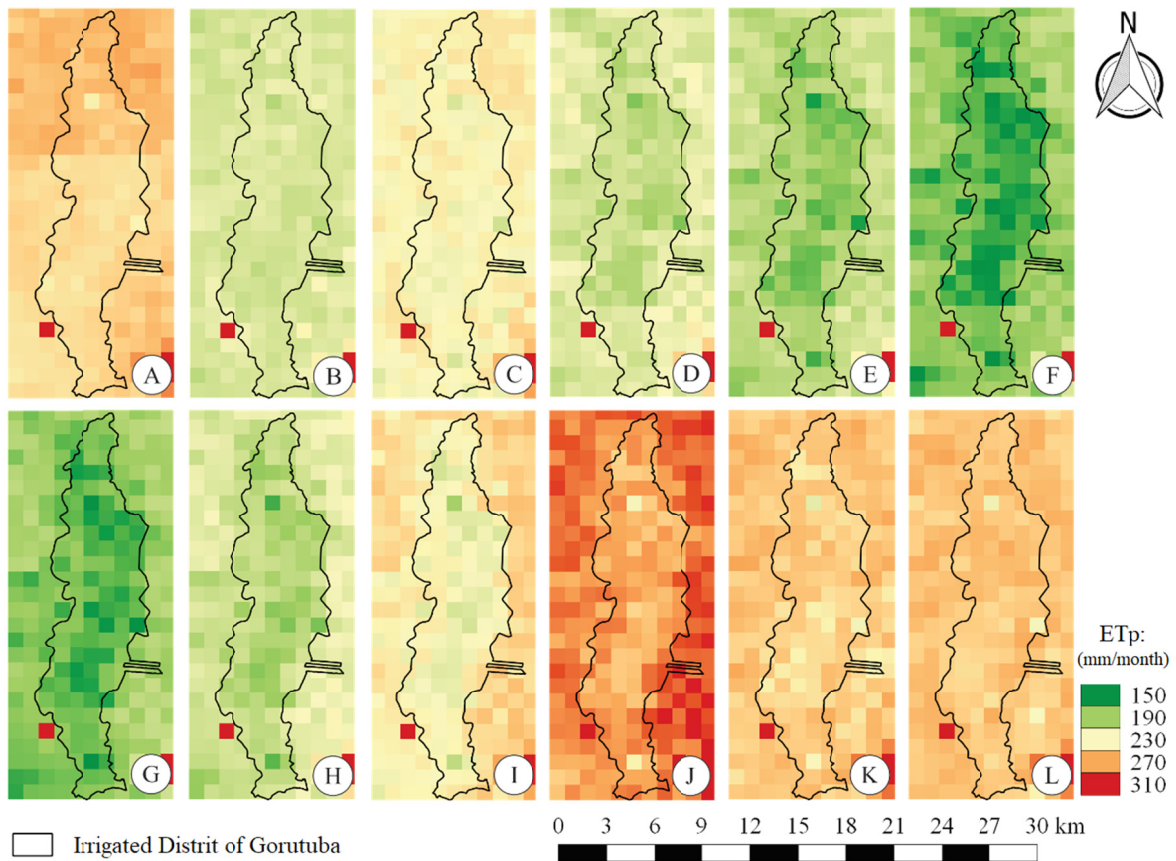 N
A
B
C
D
E
F
G
H
I
J
K
L
ETp:
(mm/month)
150
190
230
270
310
Irrigated Distrit of Gorutuba
0 3 6 9 12 15 18 21 24 27 30 km